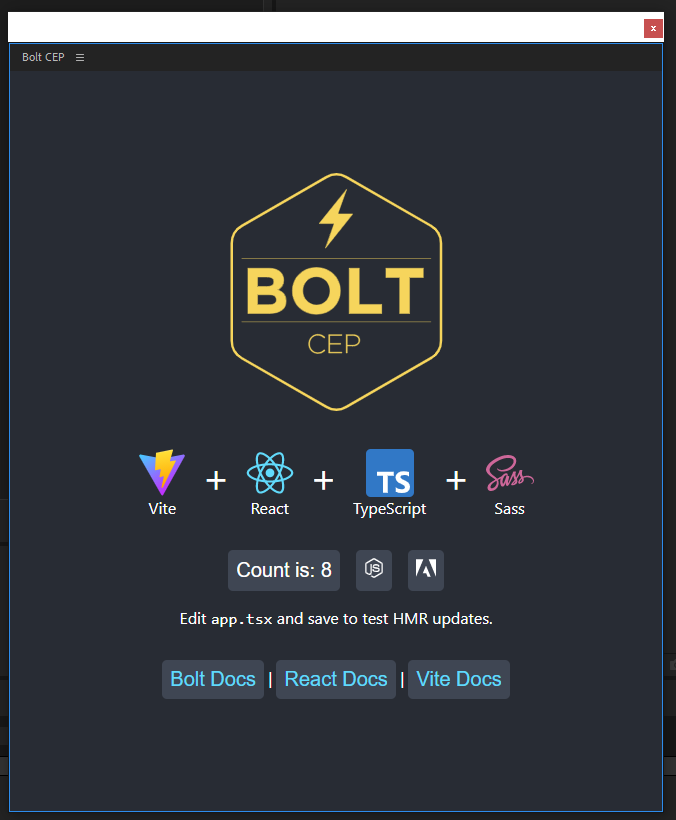 x
Bolt CEP
BOLT
CEP
TS
Sass
Vite + React + TypeScript + Sass
Count is: 8 JS
Edit app.tsx and save to test HMR updates.
Bolt Docs | React Docs | Vite Docs